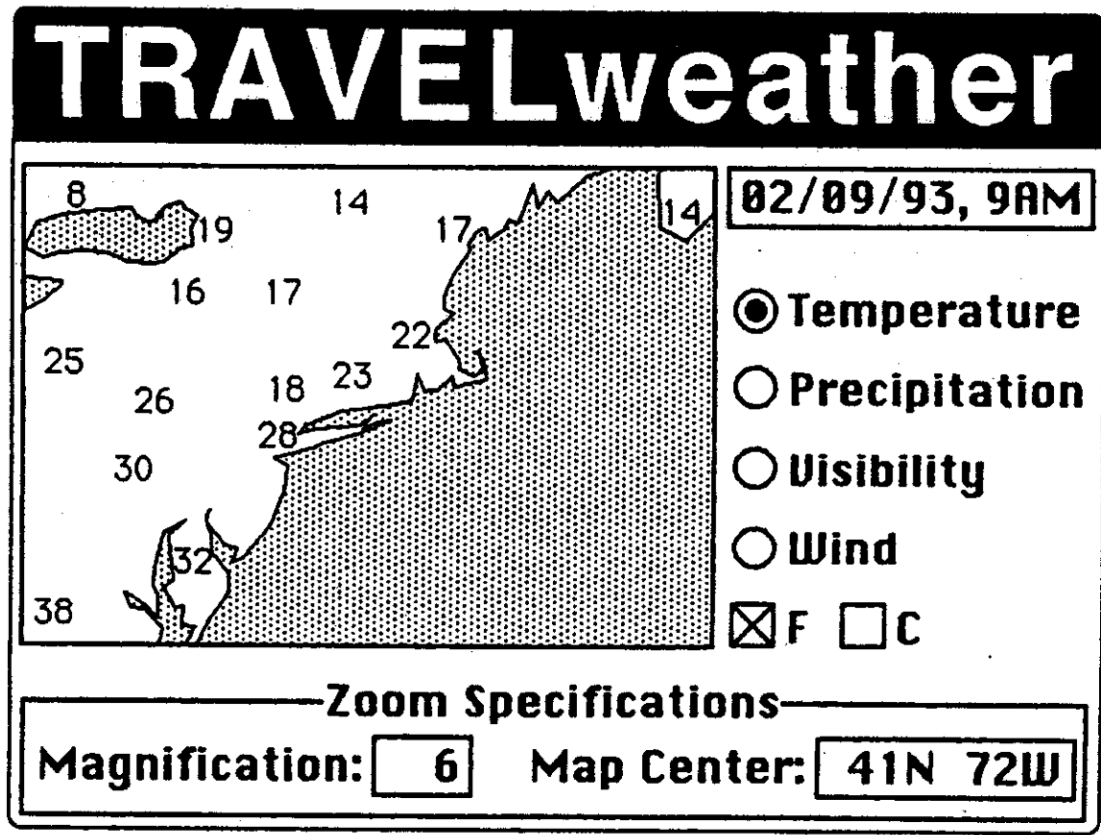 TRAVELweather
8 19 14 17 14
02/09/93, 9AM
16 17
Temperature
22
25 23
26 18
Precipitation
28
30
Visibility
32
Wind
38
F C
Zoom Specifications
Magnification: 6 Map Center: 41N 72W